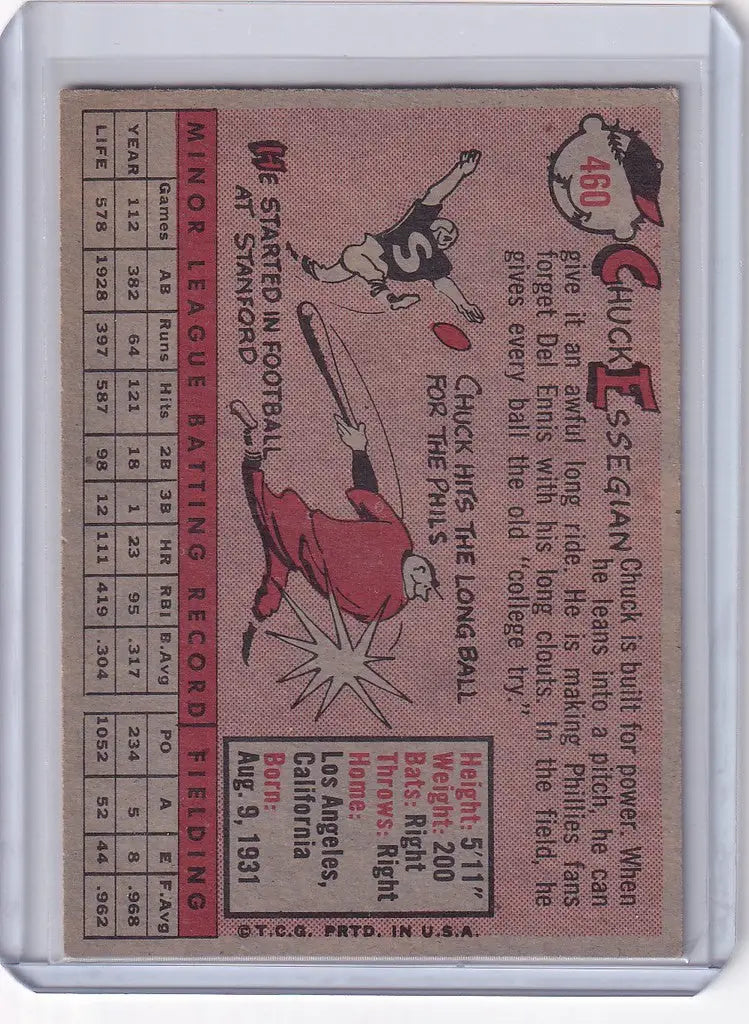 460
CHUCK ESSEGIAN
Chuck is built for power. When
he leans into a pitch, he can
give it an awful long ride. He is making Phillies fans
forget Del Ennis with his long clouts. In the field, he
gives every ball the old "college try."
CHUCK HITS THE LONG BALL
FOR THE PHILS
S
HE STARTED IN FOOTBALL
AT STANFORD
Height: 5'11"
Weight: 200
Bats: Right
Throws: Right
Home:
Los Angeles,
California
Born:
Aug. 9, 1931
©T.C.G. PRTD. IN U.S.A.
MINOR LEAGUE BATTING RECORD FIELDING
Games AB Runs Hits 2B 3B HR RBI B.Avg PO A E F.Avg
YEAR 112 382 64 121 18 1 23 95 .317 234 5 8 .968
LIFE 578 1928 397 587 98 12 111 419 .304 1052 52 44 .962